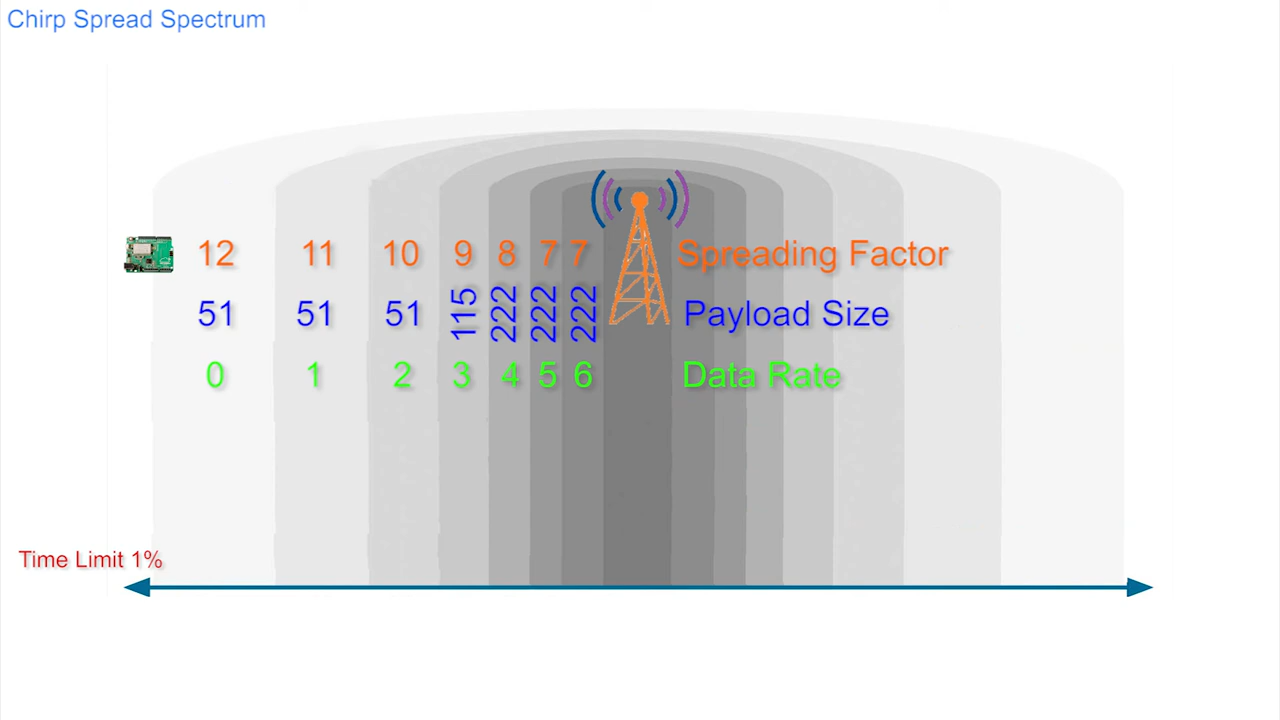 Chirp Spread Spectrum
12 11 10 9 8 7 7 Spreading Factor
51 51 51 115 222 222 222 Payload Size
0 1 2 3 4 5 6 Data Rate
Time Limit 1%